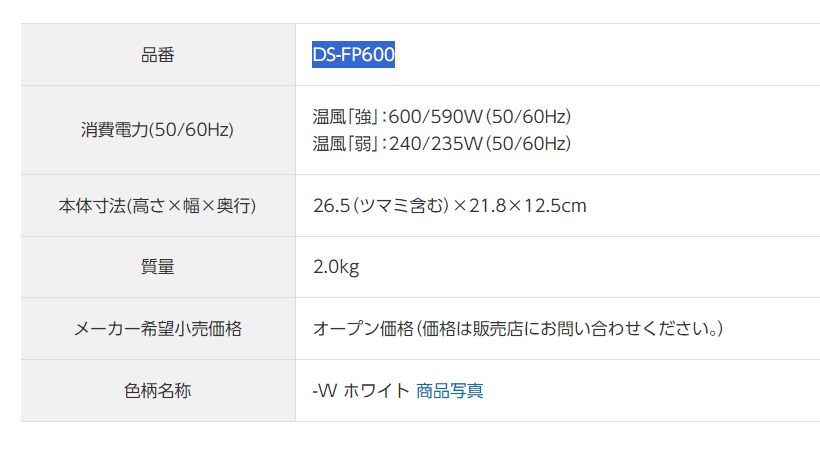 品番
DS-FP600
消費電力(50/60Hz)
温風「強」:600/590W(50/60Hz)
温風「弱」:240/235W(50/60Hz)
本体寸法(高さ×幅×奥行)
26.5(ツマミ含む)×21.8×12.5cm
質量
2.0kg
メーカー希望小売価格
オープン価格(価格は販売店にお問い合わせください。)
色柄名称
-W ホワイト 商品写真